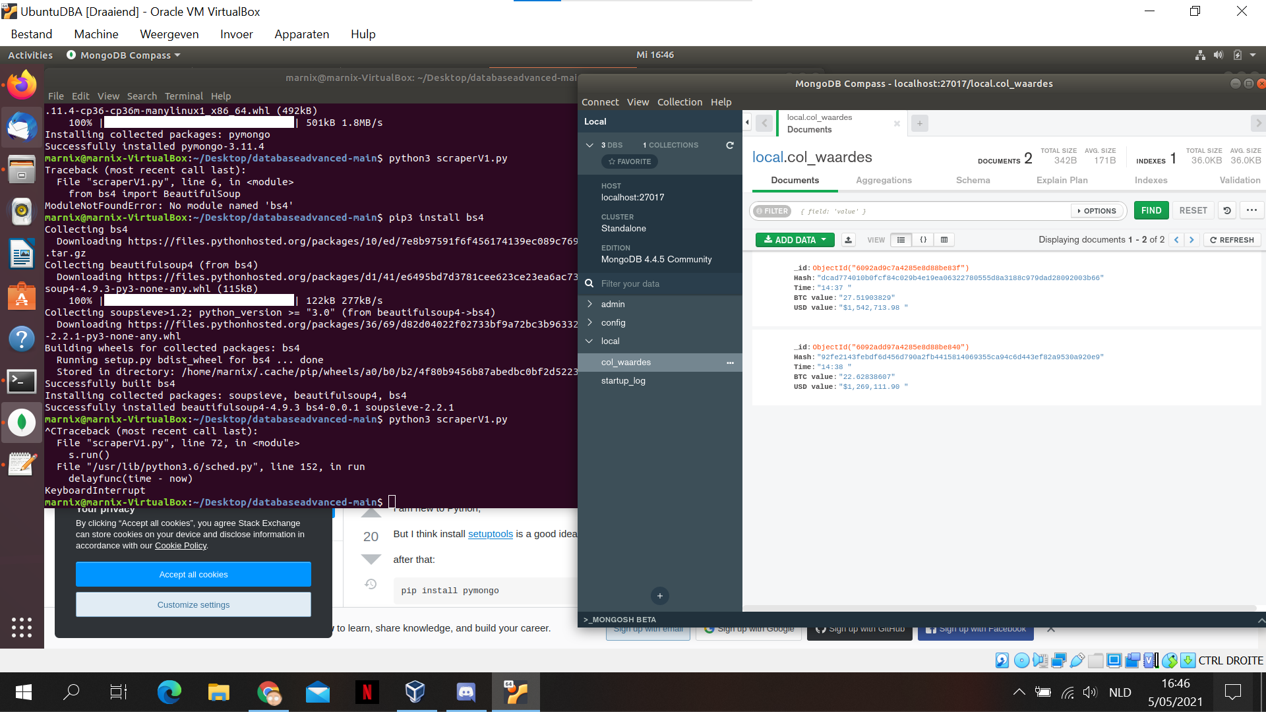 UbuntuDBA [Draaiend] - Oracle VM VirtualBox
Bestand Machine Weergeven Invoer Apparaten Hulp
Activities MongoDB Compass Mi 16:46
marnix@marnix-VirtualBox: ~/Desktop/databaseadvanced-mai
File Edit View Search Terminal Help
.11.4-cp36-cp36m-manylinux1_x86_64.whl (492kB)
100% | | 501kB 1.8MB/s
Installing collected packages: pymongo
Successfully installed pymongo-3.11.4
marnix@marnix-VirtualBox:~/Desktop/databaseadvanced-main$ python3 scraperV1.py
Traceback (most recent call last):
File "scraperV1.py", line 6, in <module>
from bs4 import BeautifulSoup
ModuleNotFoundError: No module named 'bs4'
marnix@marnix-VirtualBox:~/Desktop/databaseadvanced-main$ pip3 install bs4
Collecting bs4
Downloading https://files.pythonhosted.org/packages/10/ed/7e8b97591f6f456174139ec089c769
.tar.gz
Collecting beautifulsoup4 (from bs4)
Downloading https://files.pythonhosted.org/packages/d1/41/e6495bd7d3781cee623ce23ea6ac73
soup4-4.9.3-py3-none-any.whl (115kB)
100% | | 122kB 277kB/s
Collecting soupsieve>1.2; python_version >= "3.0" (from beautifulsoup4->bs4)
Downloading https://files.pythonhosted.org/packages/36/69/d82d04022f02733bf9a72bc3b96332
-2.2.1-py3-none-any.whl
Building wheels for collected packages: bs4
Running setup.py bdist_wheel for bs4 ... done
Stored in directory: /home/marnix/.cache/pip/wheels/a0/b0/b2/4f80b9456b87abedbc0bf2d5223
Successfully built bs4
Installing collected packages: soupsieve, beautifulsoup4, bs4
Successfully installed beautifulsoup4-4.9.3 bs4-0.0.1 soupsieve-2.2.1
marnix@marnix-VirtualBox:~/Desktop/databaseadvanced-main$ python3 scraperV1.py
^CTraceback (most recent call last):
File "scraperV1.py", line 72, in <module>
s.run()
File "/usr/lib/python3.6/sched.py", line 152, in run
delayfunc(time - now)
KeyboardInterrupt
marnix@marnix-VirtualBox:~/Desktop/databaseadvanced-main$
Your privacy
By clicking “Accept all cookies”, you agree Stack Exchange
can store cookies on your device and disclose information in
accordance with our Cookie Policy.
Accept all cookies
Customize settings
I am new to Python,
20
But I think install setuptools is a good idea
after that:
pip install pymongo
to learn, share knowledge, and build your career.
Sign up with email
Sign up with Google
Sign up with GitHub
Sign up with Facebook
MongoDB Compass - localhost:27017/local.col_waardes
Connect View Collection Help
Local
3 DBS 1 COLLECTIONS
FAVORITE
HOST
localhost:27017
CLUSTER
Standalone
EDITION
MongoDB 4.4.5 Community
Filter your data
admin
config
local
col_waardes
startup_log
>_MONGOSH BETA
local.col_waardes
Documents
local.col_waardes
DOCUMENTS 2 TOTAL SIZE 342B AVG. SIZE 171B INDEXES 1 TOTAL SIZE 36.0KB AVG. SIZE 36.0KB
Documents Aggregations Schema Explain Plan Indexes Validation
FILTER { field: 'value' } OPTIONS FIND RESET
ADD DATA VIEW Displaying documents 1 - 2 of 2 REFRESH
_id:ObjectId("6092ad9c7a4285e8d88be83f")
Hash:"dcad774010b0fcf84c029b4e19ea06322780555d8a3188c979dad28092003b66"
Time:"14:37 "
BTC value:"27.51903829"
USD value:"$1,542,713.98 "
_id:ObjectId("6092add97a4285e8d88be840")
Hash:"92fe2143febdf6d456d790a2fb4415814069355ca94c6d443ef82a9530a920e9"
Time:"14:38 "
BTC value:"22.62838607"
USD value:"$1,269,111.90 "
CTRL DROITE
NLD
16:46
5/05/2021